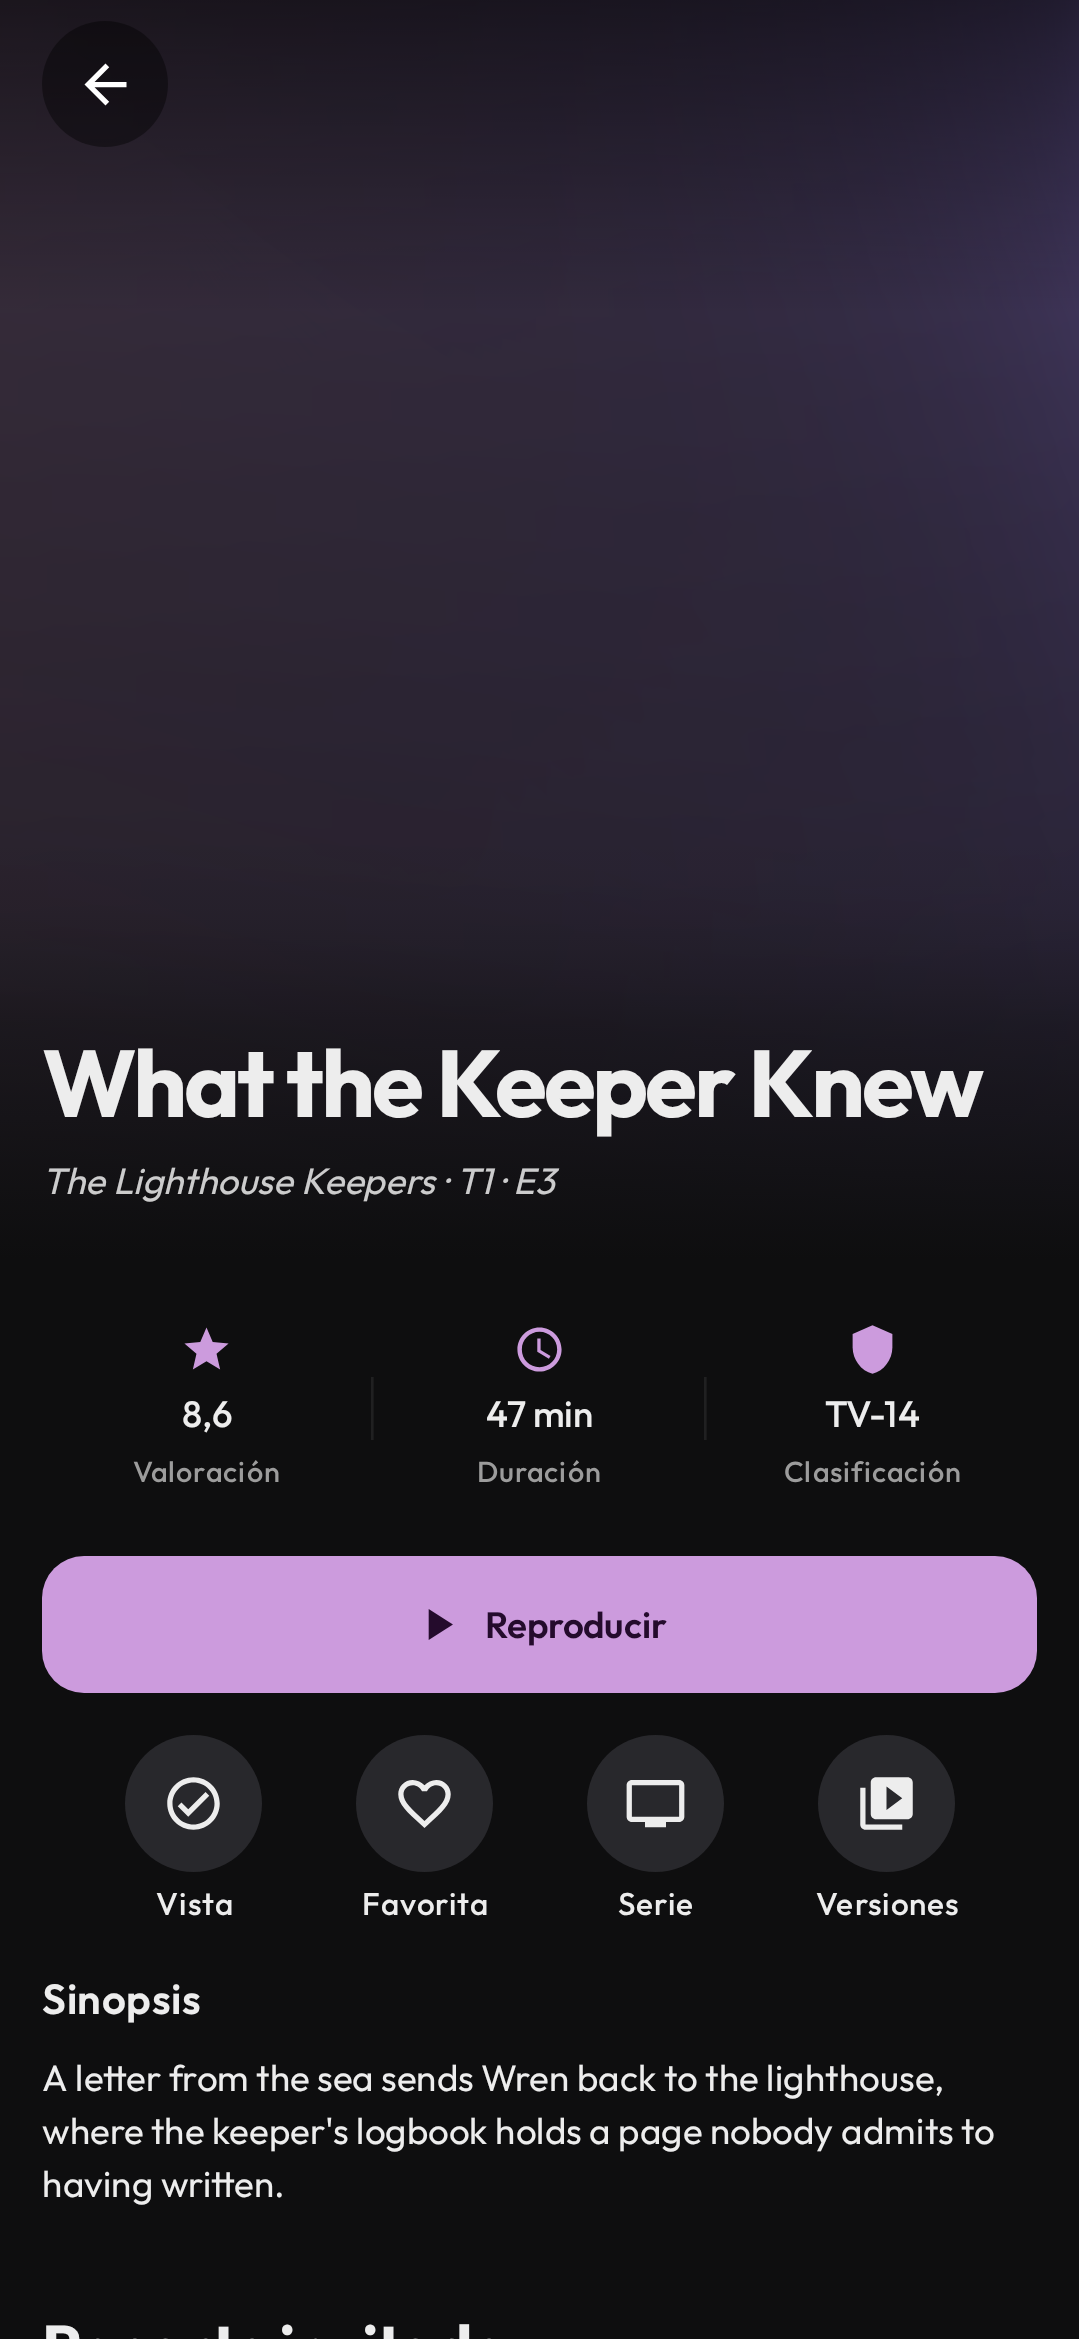 What the Keeper Knew
The Lighthouse Keepers · T1 · E3
8,6
47 min
TV-14
Valoración
Duración
Clasificación
Reproducir
Vista
Favorita
Serie
Versiones
Sinopsis
A letter from the sea sends Wren back to the lighthouse,
where the keeper's logbook holds a page nobody admits to
having written.